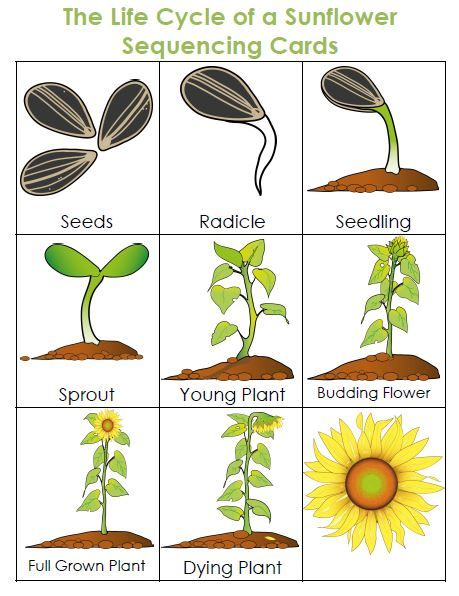 The Life Cycle of a Sunflower
Sequencing Cards
Seeds
Radicle
Seedling
Sprout
Young Plant
Budding Flower
Full Grown Plant
Dying Plant